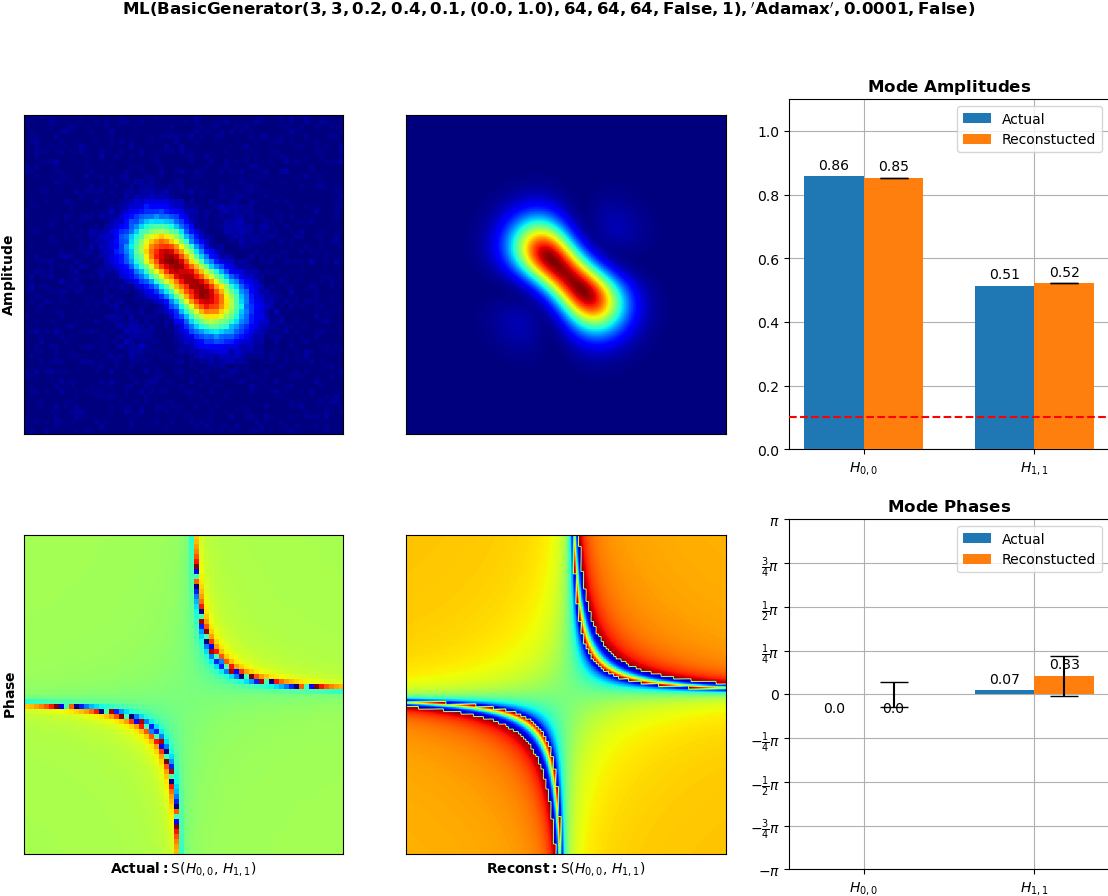 ML(BasicGenerator(3, 3, 0.2, 0.4, 0.1, (0.0, 1.0), 64, 64, 64, False, 1), 'Adamax', 0.0001, False)
Amplitude
Mode Amplitudes
Actual
Reconstucted
1.0
0.8
0.6
0.4
0.2
0.0
0.86
0.85
0.51
0.52
H0,0
H1,1
Phase
Actual: S(H0,0, H1,1)
Reconst: S(H0,0, H1,1)
Mode Phases
Actual
Reconstucted
π
3/4π
1/2π
1/4π
0
−1/4π
−1/2π
−3/4π
−π
0.0
0.0
0.07
0.33
H0,0
H1,1